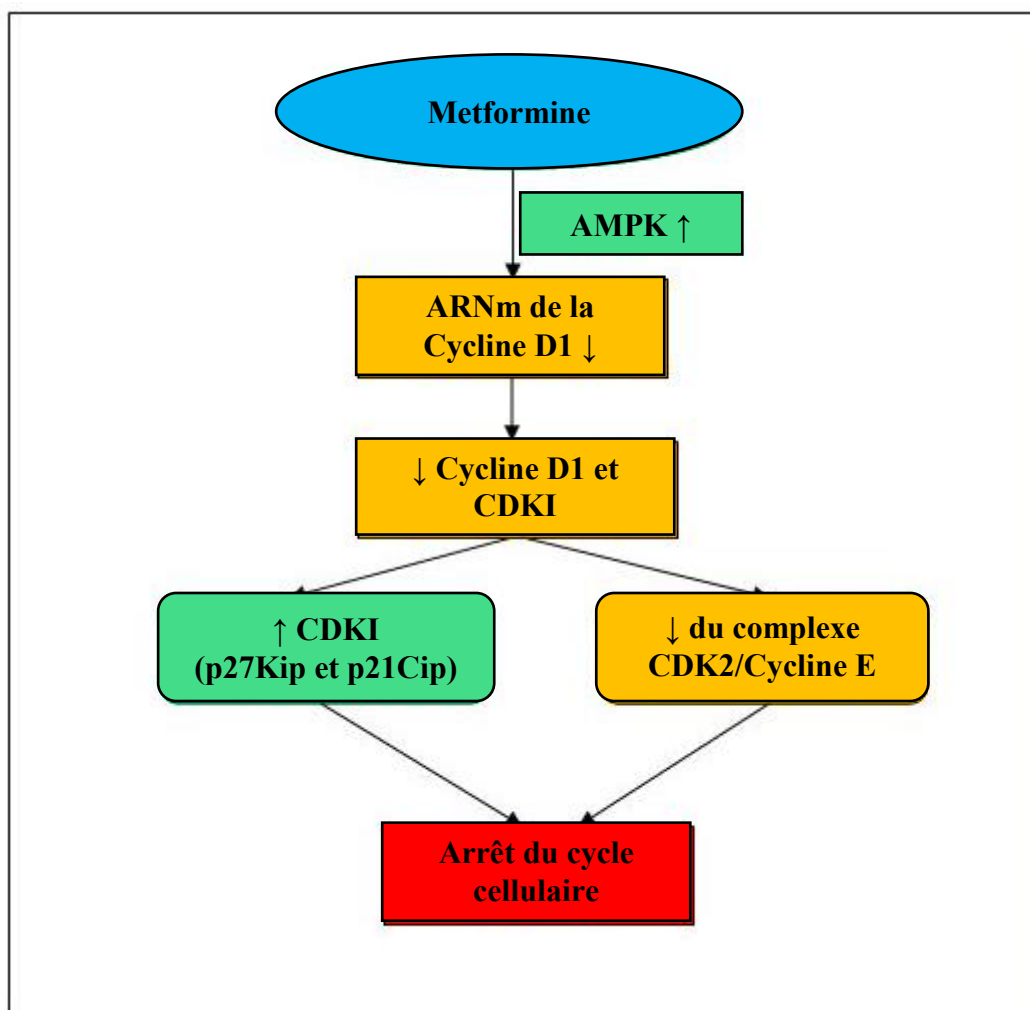 Metformine
AMPK ↑
ARNm de la
Cycline D1 ↓
↓ Cycline D1 et
CDKI
↑ CDKI
(p27Kip et p21Cip)
↓ du complexe
CDK2/Cycline E
Arrêt du cycle
cellulaire